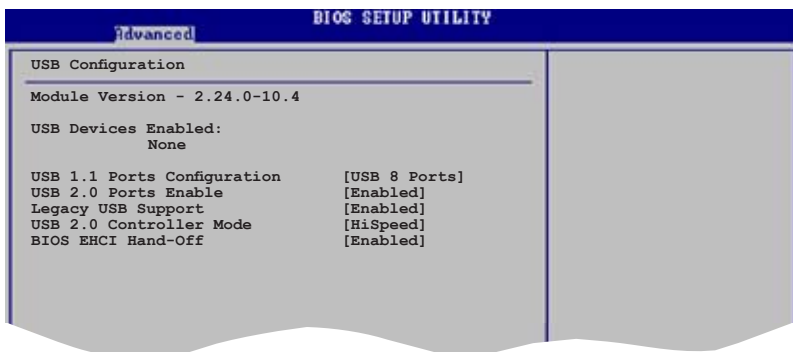 BIOS SETUP UTILITY
Advanced
USB Configuration
Module Version - 2.24.0-10.4
USB Devices Enabled:
None
USB 1.1 Ports Configuration [USB 8 Ports]
USB 2.0 Ports Enable [Enabled]
Legacy USB Support [Enabled]
USB 2.0 Controller Mode [HiSpeed]
BIOS EHCI Hand-Off [Enabled]